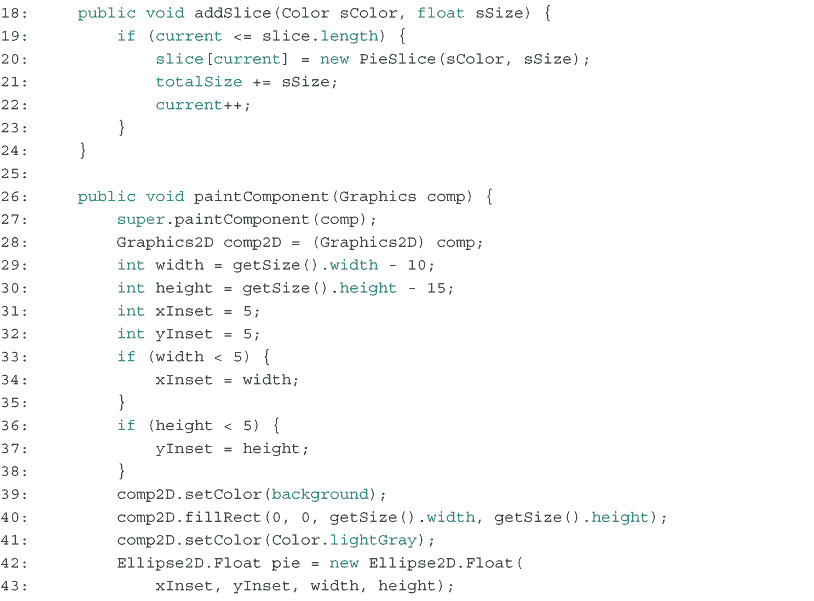 18:     public void addSlice(Color sColor, float sSize) {
19:         if (current <= slice.length) {
20:             slice[current] = new PieSlice(sColor, sSize);
21:             totalSize += sSize;
22:             current++;
23:         }
24:     }
25:
26:     public void paintComponent(Graphics comp) {
27:         super.paintComponent(comp);
28:         Graphics2D comp2D = (Graphics2D) comp;
29:         int width = getSize().width - 10;
30:         int height = getSize().height - 15;
31:         int xInset = 5;
32:         int yInset = 5;
33:         if (width < 5) {
34:             xInset = width;
35:         }
36:         if (height < 5) {
37:             yInset = height;
38:         }
39:         comp2D.setColor(background);
40:         comp2D.fillRect(0, 0, getSize().width, getSize().height);
41:         comp2D.setColor(Color.lightGray);
42:         Ellipse2D.Float pie = new Ellipse2D.Float(
43:             xInset, yInset, width, height);